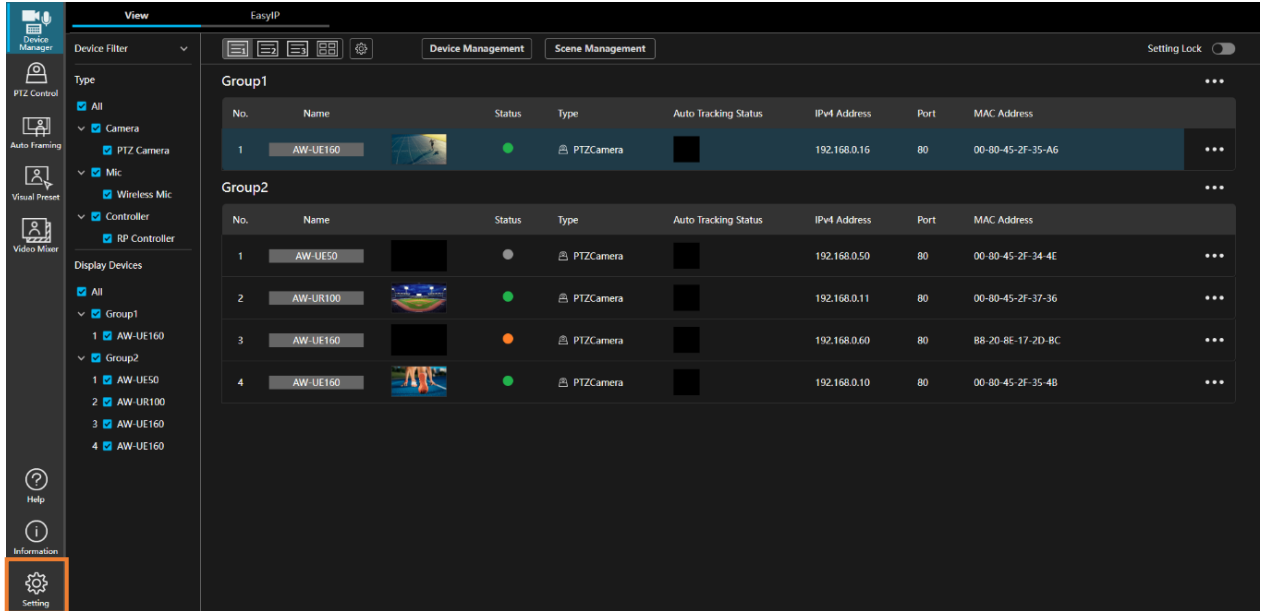 View
EasyIP
Device Manager
PTZ Control
Auto Framing
Visual Preset
Video Mixer
Help
Information
Setting
Device Filter
Type
All
Camera
PTZ Camera
Mic
Wireless Mic
Controller
RP Controller
Display Devices
All
Group1
1 AW-UE160
Group2
1 AW-UE50
2 AW-UR100
3 AW-UE160
4 AW-UE160
1 2 3 Device Management Scene Management Setting Lock
Group1
No. Name Status Type Auto Tracking Status IPv4 Address Port MAC Address
1 AW-UE160 PTZCamera 192.168.0.16 80 00-80-45-2F-35-A6
Group2
No. Name Status Type Auto Tracking Status IPv4 Address Port MAC Address
1 AW-UE50 PTZCamera 192.168.0.50 80 00-80-45-2F-34-4E
2 AW-UR100 PTZCamera 192.168.0.11 80 00-80-45-2F-37-36
3 AW-UE160 PTZCamera 192.168.0.60 80 B8-20-8E-17-2D-BC
4 AW-UE160 PTZCamera 192.168.0.10 80 00-80-45-2F-35-4B